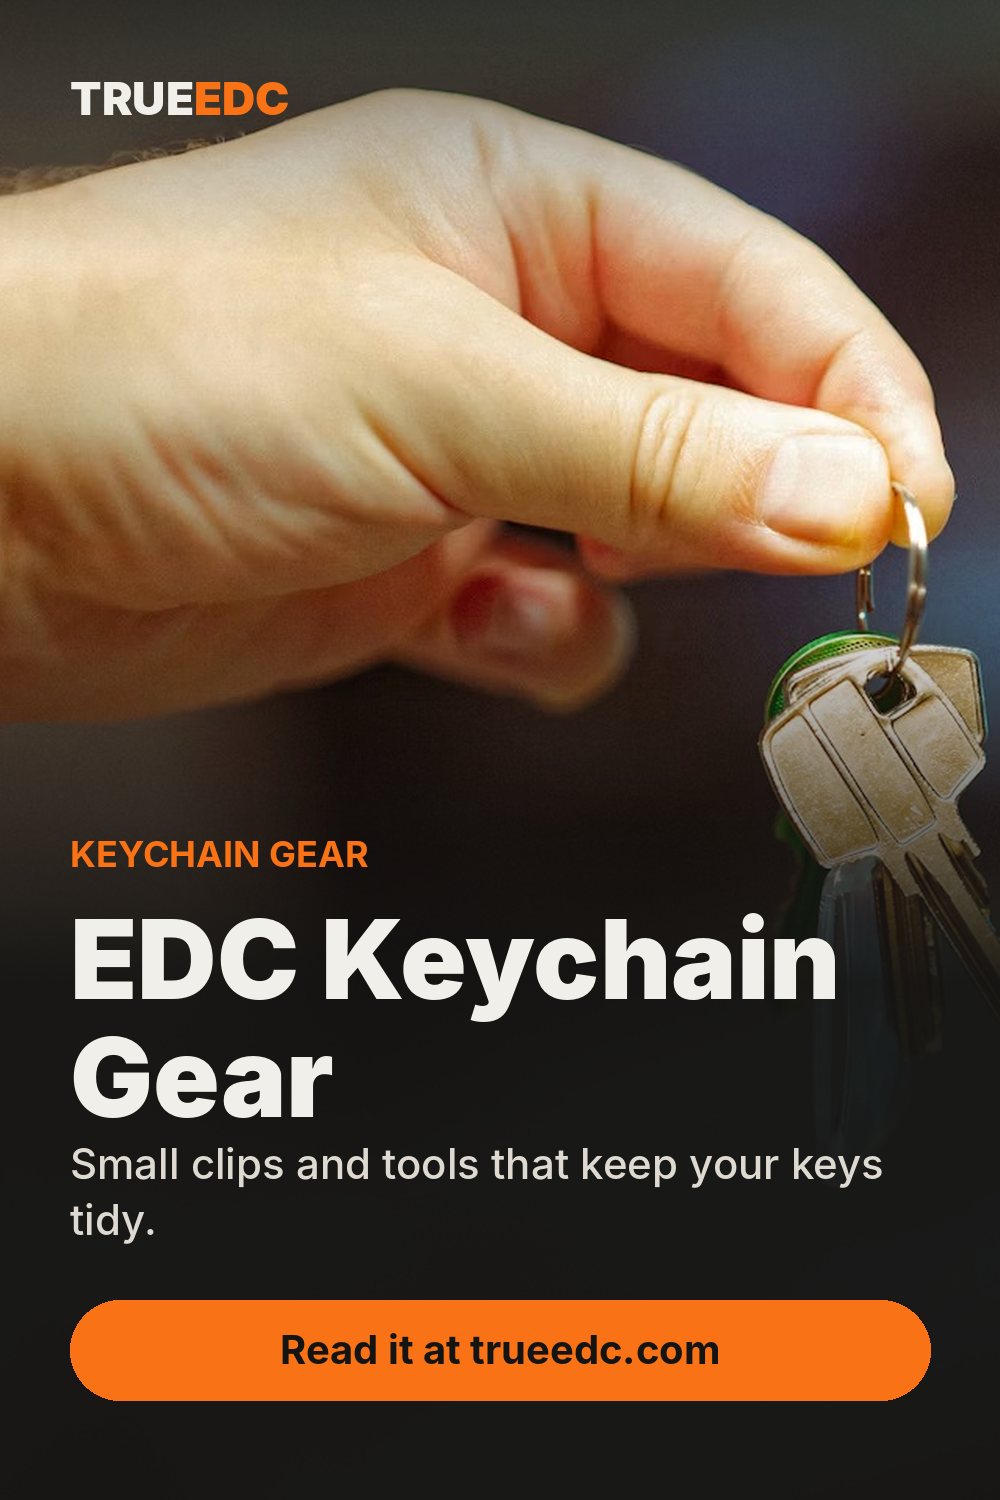 TRUEEDC
KEYCHAIN GEAR
EDC Keychain
Gear
Small clips and tools that keep your keys
tidy.
Read it at trueedc.com